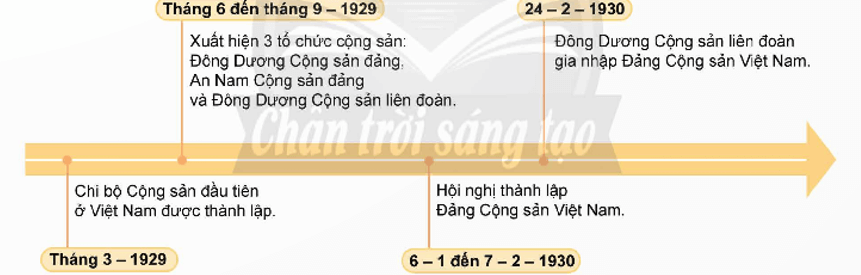 Tháng 6 đến tháng 9 – 1929
Xuất hiện 3 tổ chức cộng sản:
Đông Dương Cộng sản đảng,
An Nam Cộng sản đảng
và Đông Dương Cộng sản liên đoàn.
24 – 2 – 1930
Đông Dương Cộng sản liên đoàn
gia nhập Đảng Cộng sản Việt Nam.
Chân trời sáng tạo
Chi bộ Cộng sản đầu tiên
ở Việt Nam được thành lập.
Tháng 3 – 1929
Hội nghị thành lập
Đảng Cộng sản Việt Nam.
6 – 1 đến 7 – 2 – 1930